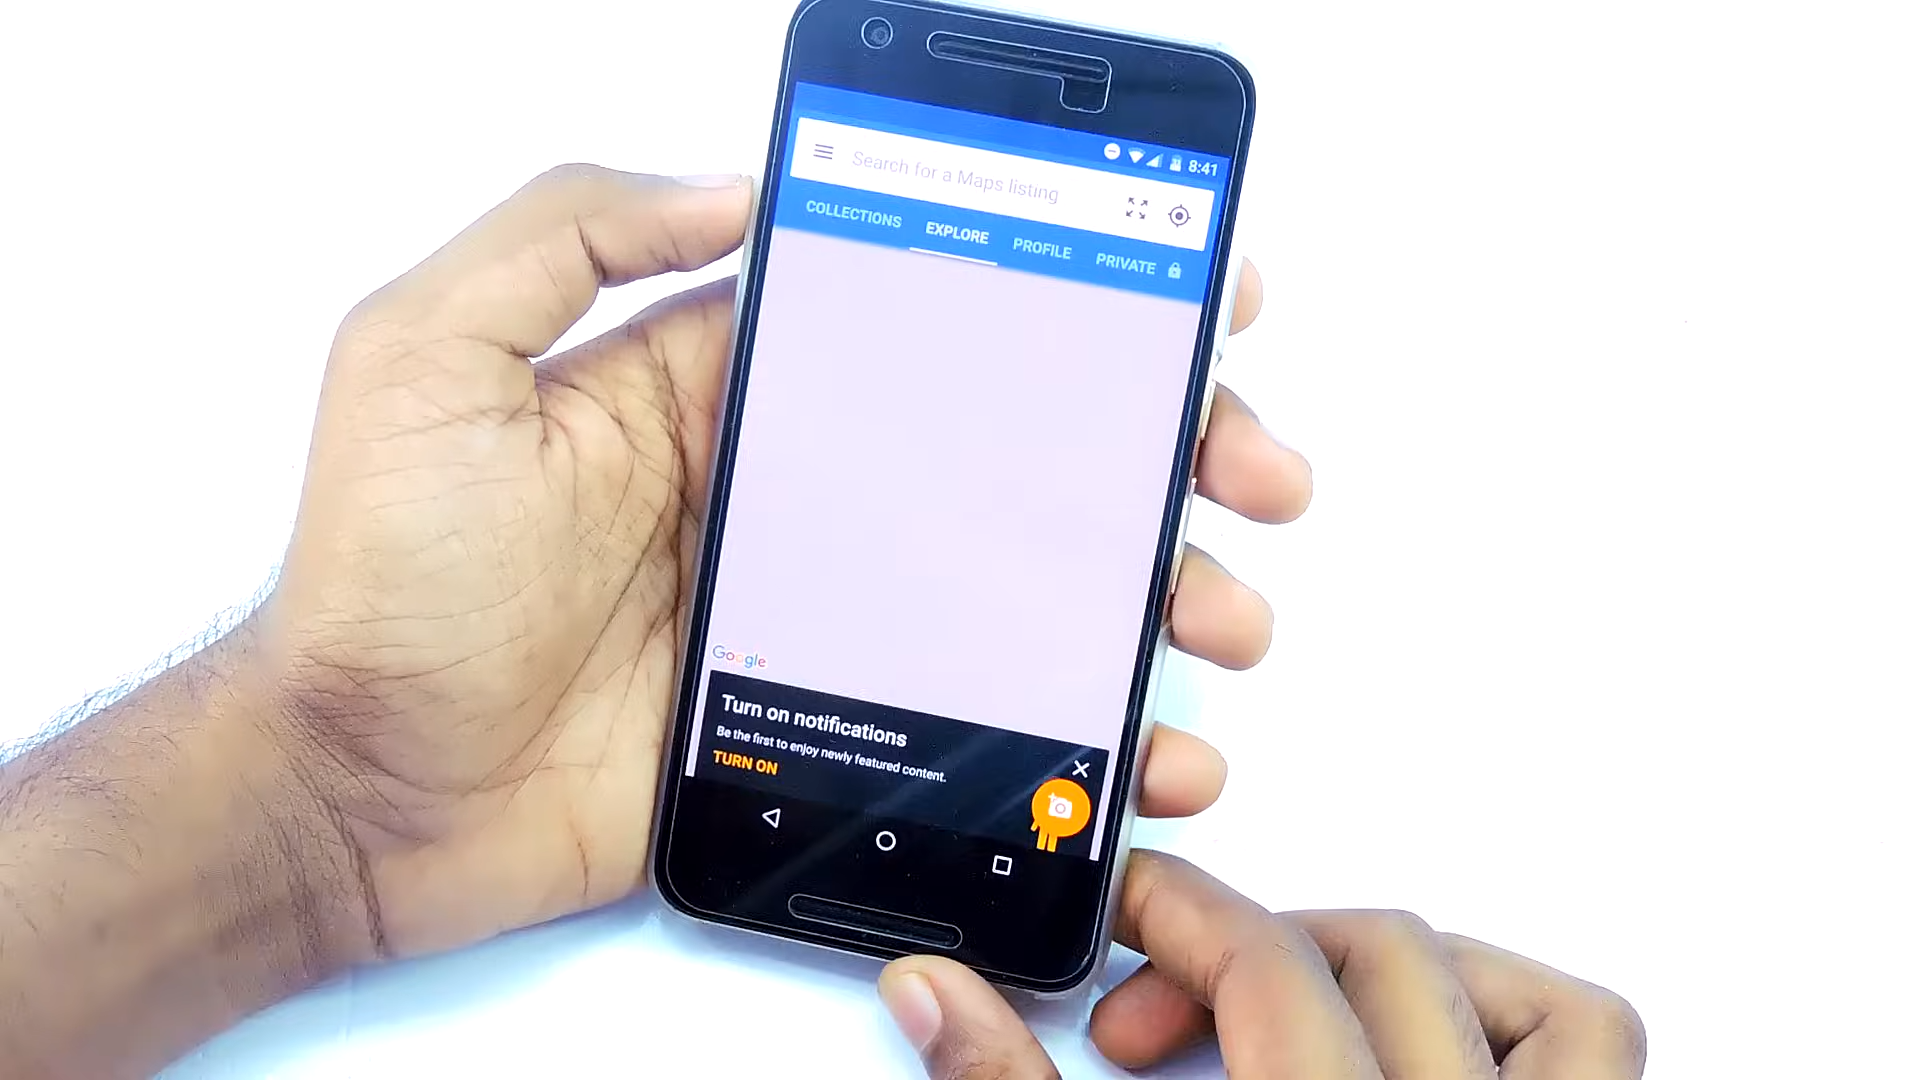 8:41
Search for a Maps listing
COLLECTIONS EXPLORE PROFILE PRIVATE
Google
Turn on notifications
Be the first to enjoy newly featured content.
TURN ON